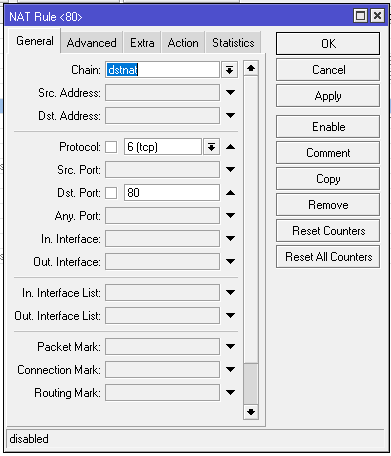 NAT Rule <80>
General Advanced Extra Action Statistics
Chain: dstnat
Src. Address:
Dst. Address:
Protocol: 6 (tcp)
Src. Port:
Dst. Port: 80
Any. Port:
In. Interface:
Out. Interface:
In. Interface List:
Out. Interface List:
Packet Mark:
Connection Mark:
Routing Mark:
OK
Cancel
Apply
Enable
Comment
Copy
Remove
Reset Counters
Reset All Counters
disabled